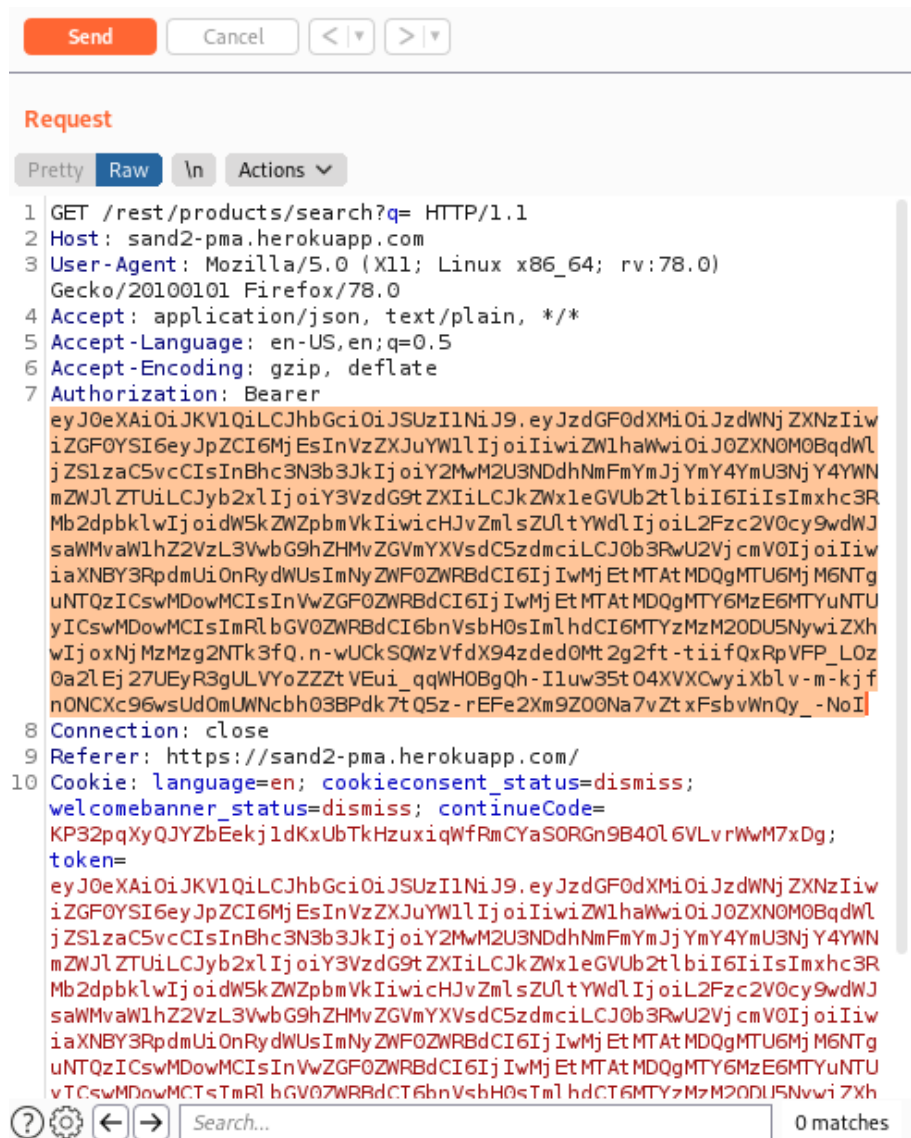 Send Cancel < >
Request
Pretty Raw \n Actions
1 GET /rest/products/search?q= HTTP/1.1
2 Host: sand2-pma.herokuapp.com
3 User-Agent: Mozilla/5.0 (X11; Linux x86_64; rv:78.0)
Gecko/20100101 Firefox/78.0
4 Accept: application/json, text/plain, */*
5 Accept-Language: en-US,en;q=0.5
6 Accept-Encoding: gzip, deflate
7 Authorization: Bearer
eyJ0eXAiOiJKV1QiLCJhbGciOiJSUzI1NiJ9.eyJzdGF0dXMiOiJzdWNjZXNzIiw
iZGF0YSI6eyJpZCI6MjEsInVzZXJuYW1lIjoiIiwiZW1haWwiOiJ0ZXN0M0BqdWl
jZS1zaC5vcCIsInBhc3N3b3JkIjoiY2MwM2U3NDdhNmFmYmJjYmY4YmU3NjY4YWN
mZWJlZTUiLCJyb2xlIjoiY3VzdG9tZXIiLCJkZWx1eGVUb2tlbiI6IiIsImxhc3R
Mb2dpbklwIjoidW5kZWZpbmVkIiwicHJvZmlsZUltYWdlIjoiL2Fzc2V0cy9wdWJ
saWMvaW1hZ2VzL3VwbG9hZHMvZGVmYXVsdC5zdmciLCJ0b3RwU2VjcmV0IjoiIiw
iaXNBY3RpdmUiOnRydWUsImNyZWF0ZWRBdCI6IjIwMjEtMTAtMDQgMTU6MjM6NTg
uNTQzICswMDowMCIsInVwZGF0ZWRBdCI6IjIwMjEtMTAtMDQgMTY6MzE6MTYuNTU
yICswMDowMCIsImRlbGV0ZWRBdCI6bnVsbH0sImlhdCI6MTYzMzM2ODU5NywiZXh
wIjoxNjMzMzg2NTk3fQ.n-wUCkSQWzVfdX94zded0Mt2g2ft-tiifQxRpVFP_LOz
0a2lEj27UEyR3gULVYoZZZtVEui_qqWH0BgQh-I1uw35tO4XVXCwyiXblv-m-kjf
nONCXc96wsUdOmUWNcbh03BPdk7tQ5z-rEFe2Xm9ZO0Na7vZtxFsbvWnQy_-NoI
8 Connection: close
9 Referer: https://sand2-pma.herokuapp.com/
10 Cookie: language=en; cookieconsent_status=dismiss;
welcomebanner_status=dismiss; continueCode=
KP32pqXyQJYZbEekj1dKxUbTkHzuxiqWfRmCYaSORGn9B4Ol6VLvrWwM7xDg;
token=
eyJ0eXAiOiJKV1QiLCJhbGciOiJSUzI1NiJ9.eyJzdGF0dXMiOiJzdWNjZXNzIiw
iZGF0YSI6eyJpZCI6MjEsInVzZXJuYW1lIjoiIiwiZW1haWwiOiJ0ZXN0M0BqdWl
jZS1zaC5vcCIsInBhc3N3b3JkIjoiY2MwM2U3NDdhNmFmYmJjYmY4YmU3NjY4YWN
mZWJlZTUiLCJyb2xlIjoiY3VzdG9tZXIiLCJkZWx1eGVUb2tlbiI6IiIsImxhc3R
Mb2dpbklwIjoidW5kZWZpbmVkIiwicHJvZmlsZUltYWdlIjoiL2Fzc2V0cy9wdWJ
saWMvaW1hZ2VzL3VwbG9hZHMvZGVmYXVsdC5zdmciLCJ0b3RwU2VjcmV0IjoiIiw
iaXNBY3RpdmUiOnRydWUsImNyZWF0ZWRBdCI6IjIwMjEtMTAtMDQgMTU6MjM6NTg
uNTQzICswMDowMCIsInVwZGF0ZWRBdCI6IjIwMjEtMTAtMDQgMTY6MzE6MTYuNTU
yICswMDowMCIsImRlbGV0ZWRBdCI6bnVsbH0sImlhdCI6MTYzMzM2ODU5NywiZXh
Search... 0 matches